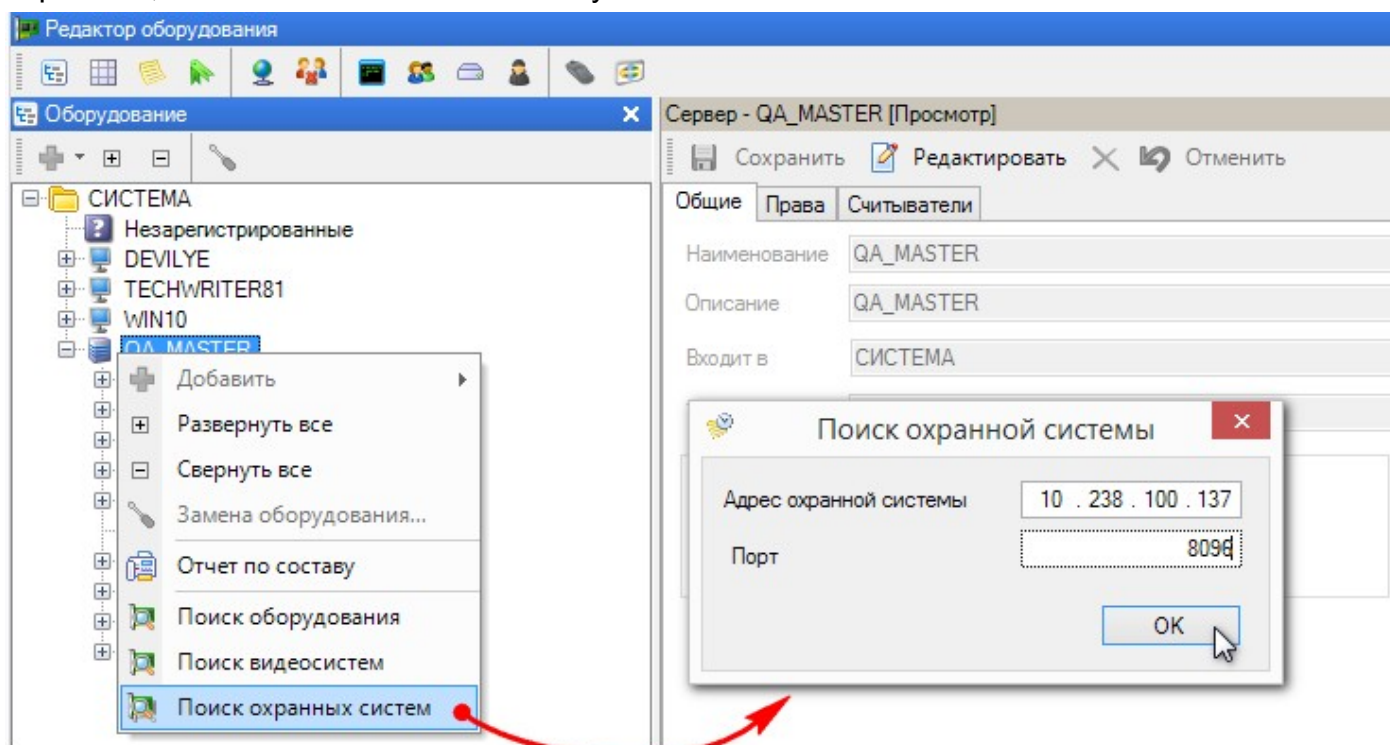 Редактор оборудования
Оборудование
СИСТЕМА
Незарегистрированные
DEVILYE
TECHWRITER81
WIN10
QA_MASTER
Добавить
Развернуть все
Свернуть все
Замена оборудования...
Отчет по составу
Поиск оборудования
Поиск видеосистем
Поиск охранных систем
Сервер - QA_MASTER [Просмотр]
Сохранить Редактировать Отменить
Общие Права Считыватели
Наименование QA_MASTER
Описание QA_MASTER
Входит в СИСТЕМА
Поиск охранной системы
Адрес охранной системы 10 . 238 . 100 . 137
Порт 8096
OK